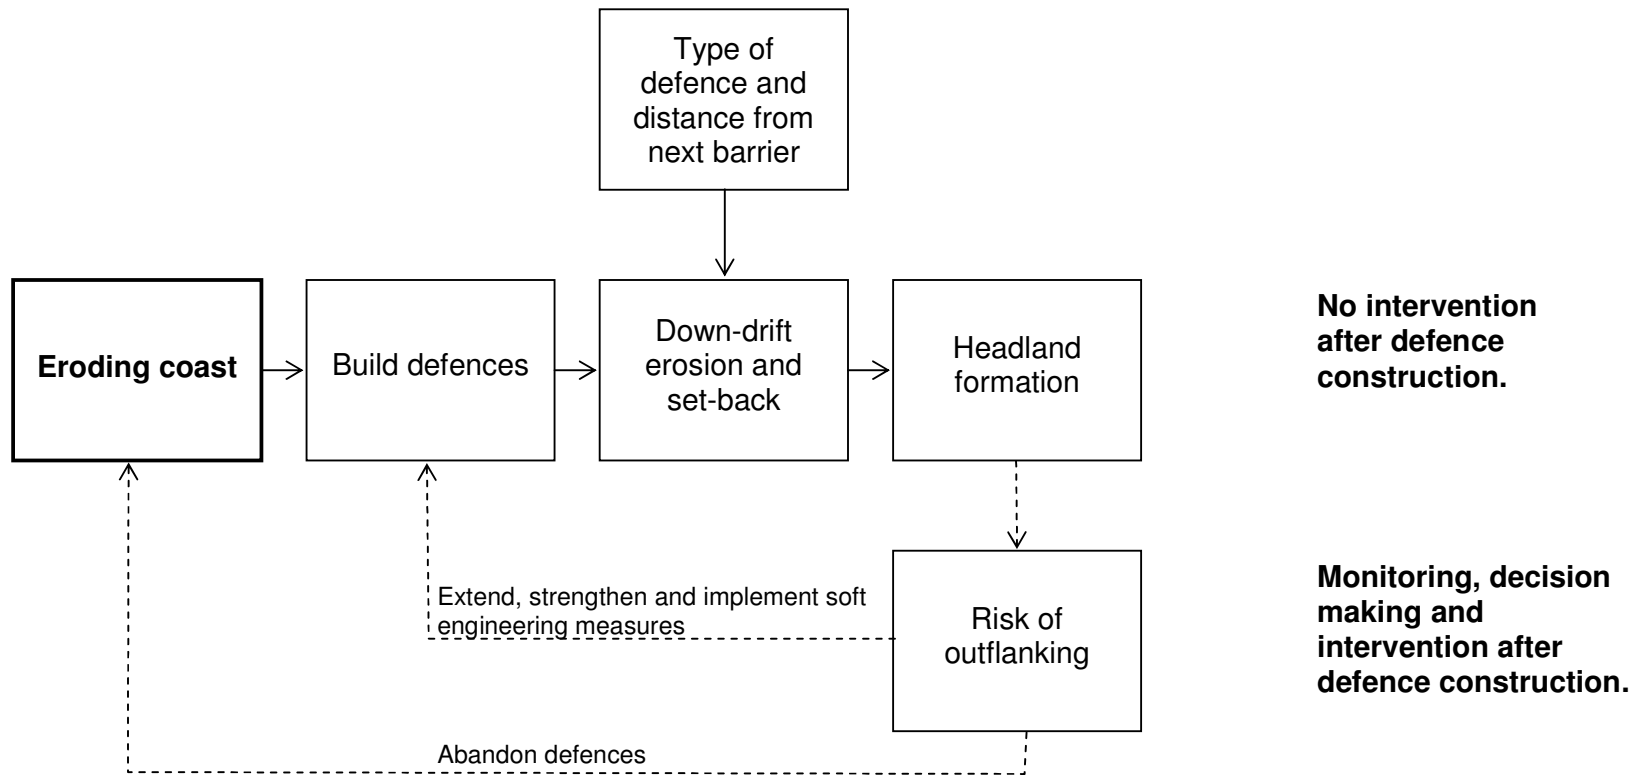 Type of
defence and
distance from
next barrier
Eroding coast
Build defences
Down-drift
erosion and
set-back
Headland
formation
No intervention
after defence
construction.
Extend, strengthen and implement soft
engineering measures
Risk of
outflanking
Monitoring, decision
making and
intervention after
defence construction.
Abandon defences